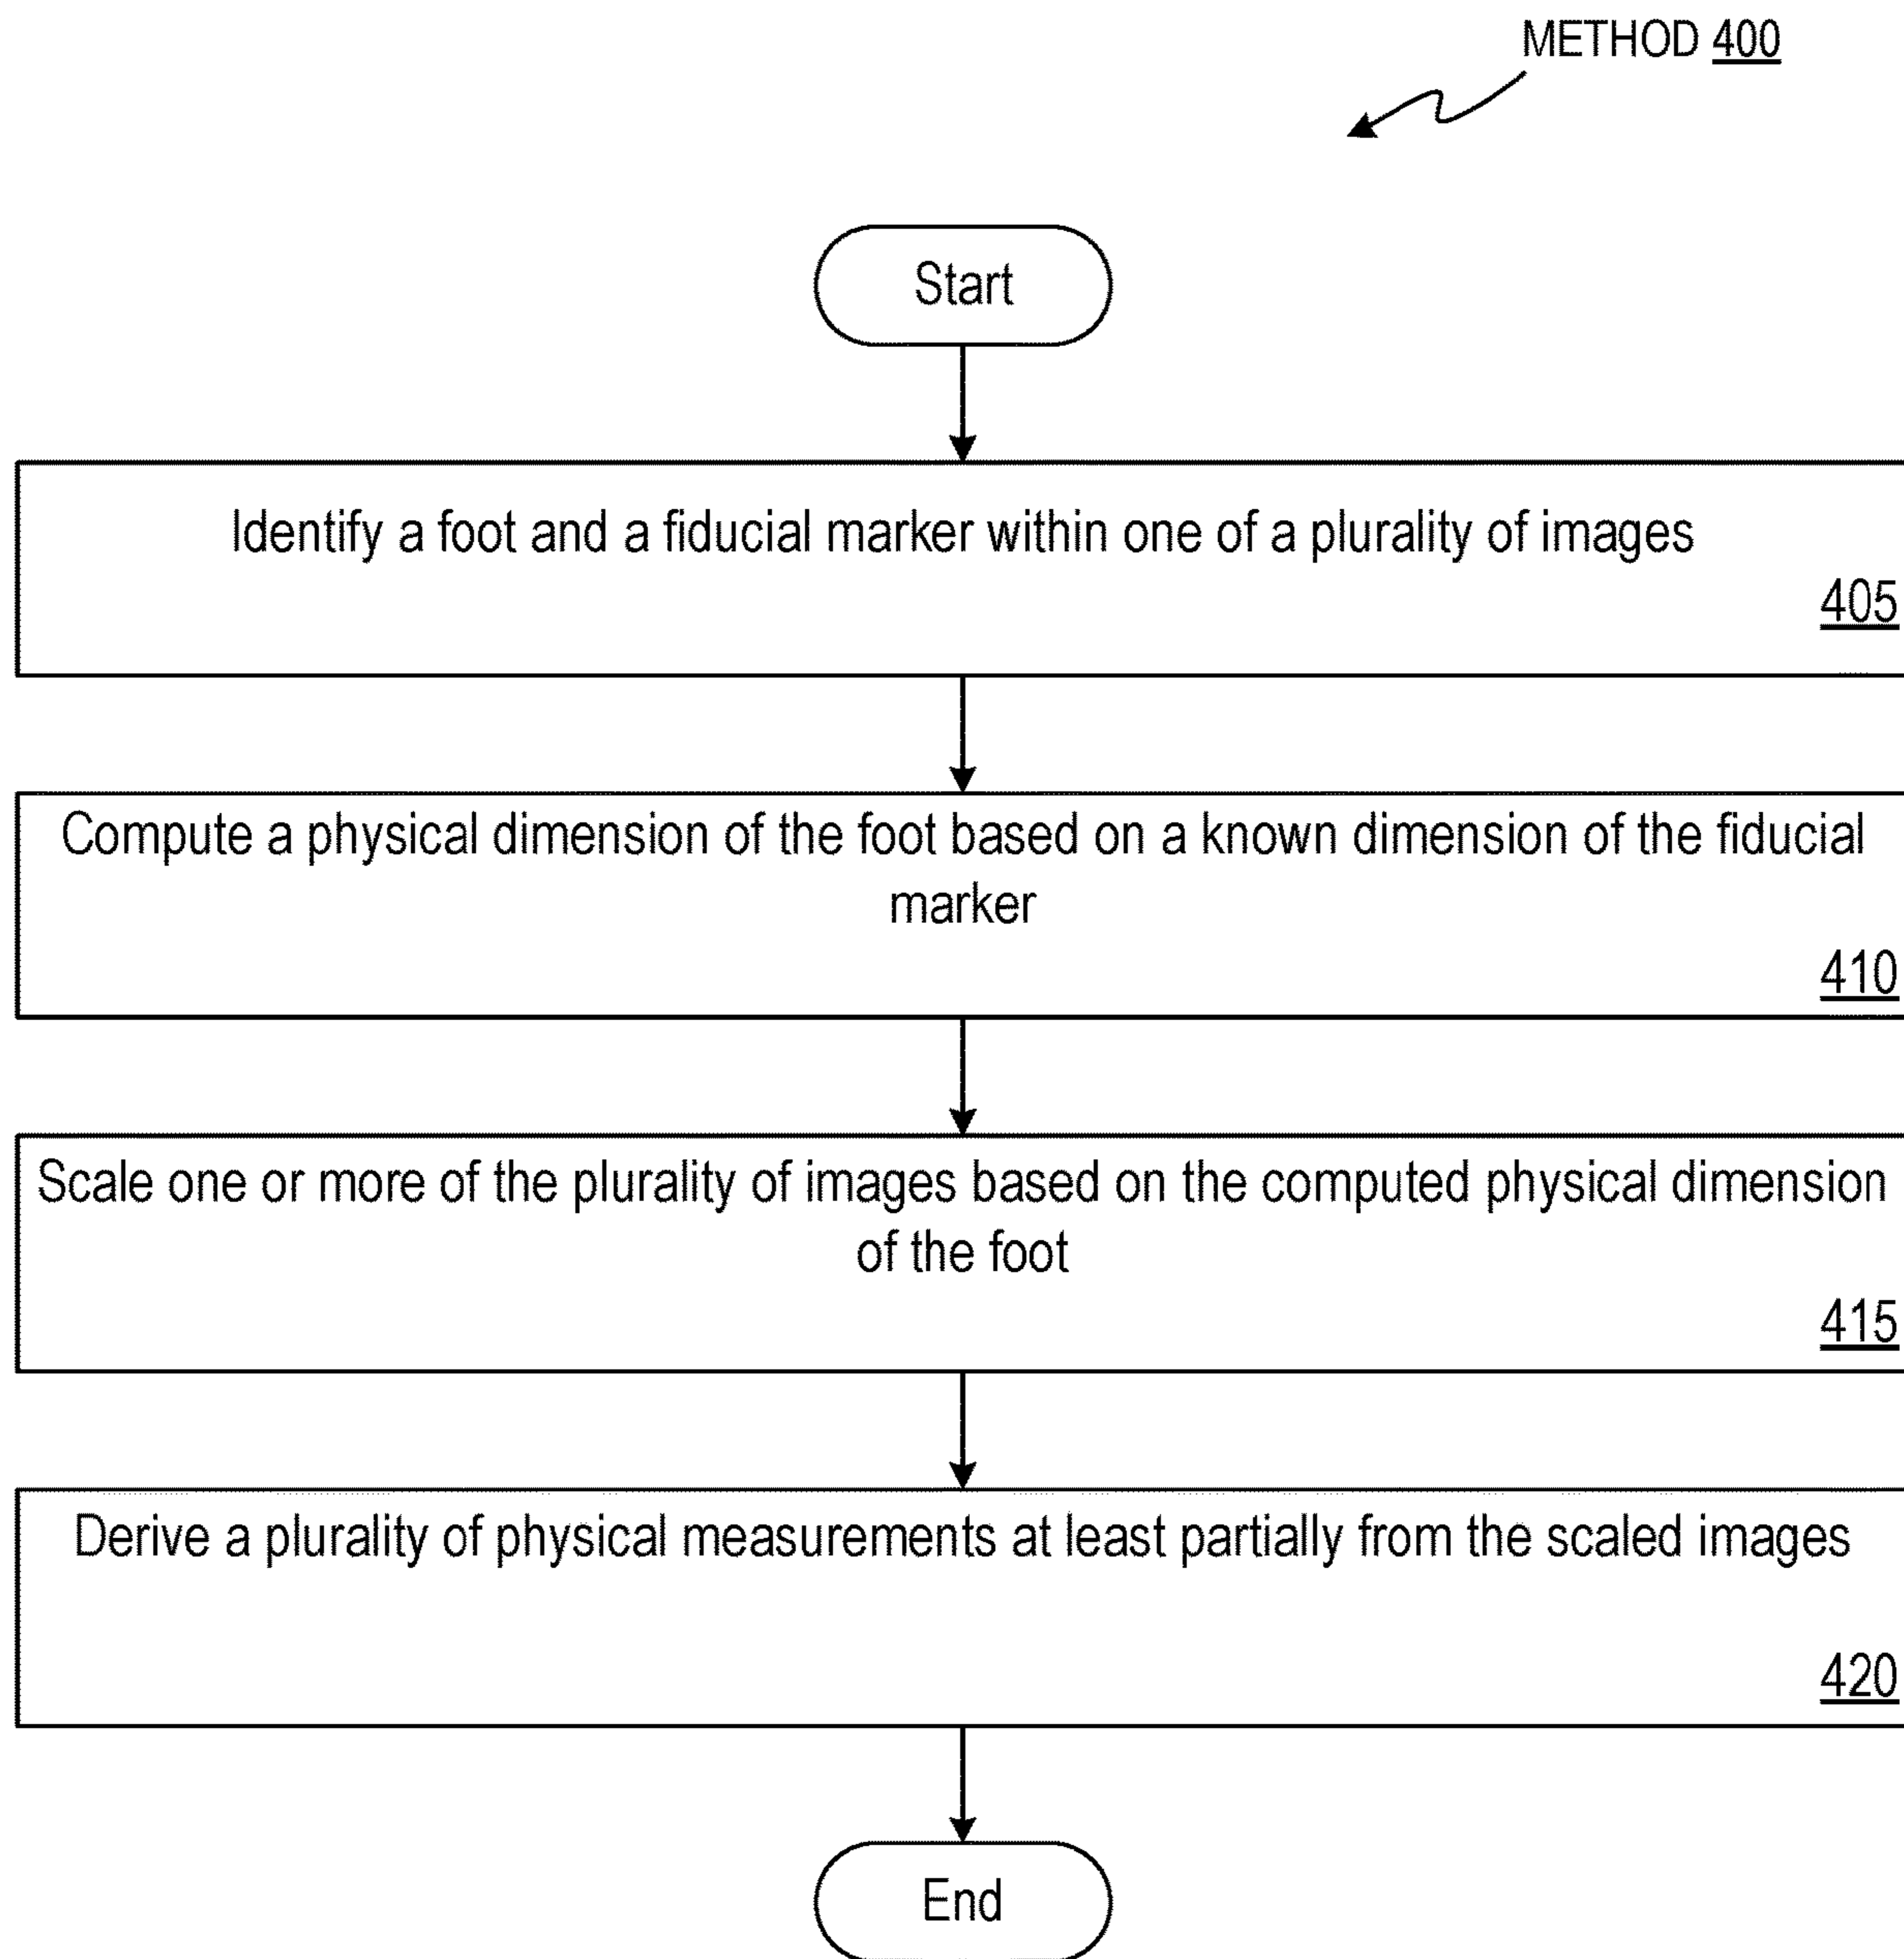 METHOD 400
Start
Identify a foot and a fiducial marker within one of a plurality of images
405
Compute a physical dimension of the foot based on a known dimension of the fiducial
marker
410
Scale one or more of the plurality of images based on the computed physical dimension
of the foot
415
Derive a plurality of physical measurements at least partially from the scaled images
420
End